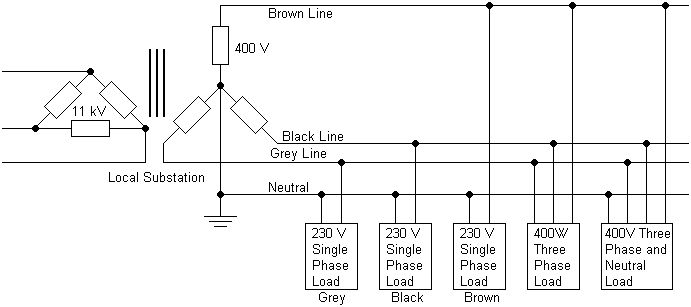 Brown Line
400 V
11 kV
Black Line
Grey Line
Local Substation
Neutral
230 V
Single
Phase
Load
Grey
230 V
Single
Phase
Load
Black
230 V
Single
Phase
Load
Brown
400W
Three
Phase
Load
400V Three
Phase and
Neutral
Load